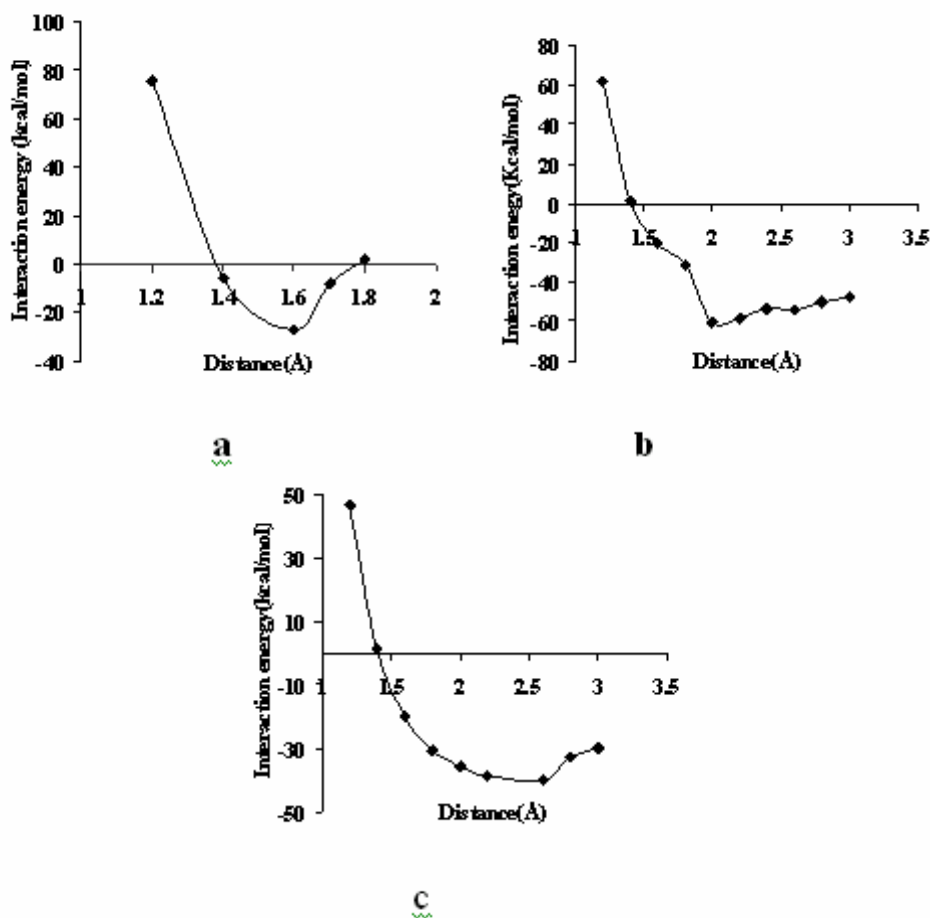 100
80
60
40
20
0
-20
-40
1 1.2 1.4 1.6 1.8 2
Interaction energy (kcal/mol)
Distance(Å)
a
80
60
40
20
0
-20
-40
-60
-80
1 1.5 2 2.5 3 3.5
Interaction enegy(Kcal/mol)
Distance(Å)
b
50
30
10
-10
-30
-50
1 1.5 2 2.5 3 3.5
Interaction energy(kcal/mol)
Distance(Å)
c